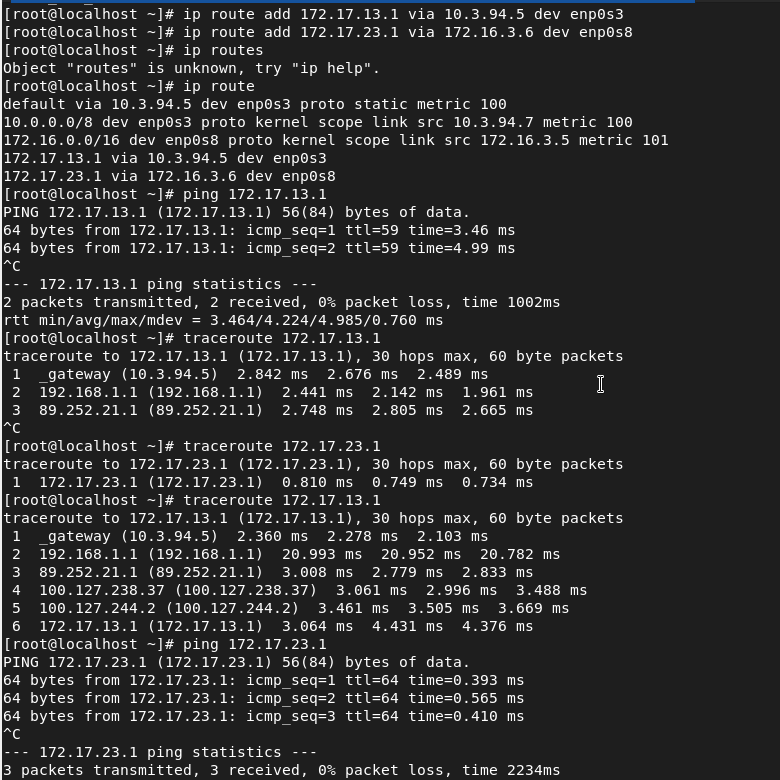 [root@localhost ~]# ip route add 172.17.13.1 via 10.3.94.5 dev enp0s3
[root@localhost ~]# ip route add 172.17.23.1 via 172.16.3.6 dev enp0s8
[root@localhost ~]# ip routes
Object "routes" is unknown, try "ip help".
[root@localhost ~]# ip route
default via 10.3.94.5 dev enp0s3 proto static metric 100
10.0.0.0/8 dev enp0s3 proto kernel scope link src 10.3.94.7 metric 100
172.16.0.0/16 dev enp0s8 proto kernel scope link src 172.16.3.5 metric 101
172.17.13.1 via 10.3.94.5 dev enp0s3
172.17.23.1 via 172.16.3.6 dev enp0s8
[root@localhost ~]# ping 172.17.13.1
PING 172.17.13.1 (172.17.13.1) 56(84) bytes of data.
64 bytes from 172.17.13.1: icmp_seq=1 ttl=59 time=3.46 ms
64 bytes from 172.17.13.1: icmp_seq=2 ttl=59 time=4.99 ms
^C
--- 172.17.13.1 ping statistics ---
2 packets transmitted, 2 received, 0% packet loss, time 1002ms
rtt min/avg/max/mdev = 3.464/4.224/4.985/0.760 ms
[root@localhost ~]# traceroute 172.17.13.1
traceroute to 172.17.13.1 (172.17.13.1), 30 hops max, 60 byte packets
 1  _gateway (10.3.94.5)  2.842 ms  2.676 ms  2.489 ms
 2  192.168.1.1 (192.168.1.1)  2.441 ms  2.142 ms  1.961 ms
 3  89.252.21.1 (89.252.21.1)  2.748 ms  2.805 ms  2.665 ms
^C
[root@localhost ~]# traceroute 172.17.23.1
traceroute to 172.17.23.1 (172.17.23.1), 30 hops max, 60 byte packets
 1  172.17.23.1 (172.17.23.1)  0.810 ms  0.749 ms  0.734 ms
[root@localhost ~]# traceroute 172.17.13.1
traceroute to 172.17.13.1 (172.17.13.1), 30 hops max, 60 byte packets
 1  _gateway (10.3.94.5)  2.360 ms  2.278 ms  2.103 ms
 2  192.168.1.1 (192.168.1.1)  20.993 ms  20.952 ms  20.782 ms
 3  89.252.21.1 (89.252.21.1)  3.008 ms  2.779 ms  2.833 ms
 4  100.127.238.37 (100.127.238.37)  3.061 ms  2.996 ms  3.488 ms
 5  100.127.244.2 (100.127.244.2)  3.461 ms  3.505 ms  3.669 ms
 6  172.17.13.1 (172.17.13.1)  3.064 ms  4.431 ms  4.376 ms
[root@localhost ~]# ping 172.17.23.1
PING 172.17.23.1 (172.17.23.1) 56(84) bytes of data.
64 bytes from 172.17.23.1: icmp_seq=1 ttl=64 time=0.393 ms
64 bytes from 172.17.23.1: icmp_seq=2 ttl=64 time=0.565 ms
64 bytes from 172.17.23.1: icmp_seq=3 ttl=64 time=0.410 ms
^C
--- 172.17.23.1 ping statistics ---
3 packets transmitted, 3 received, 0% packet loss, time 2234ms